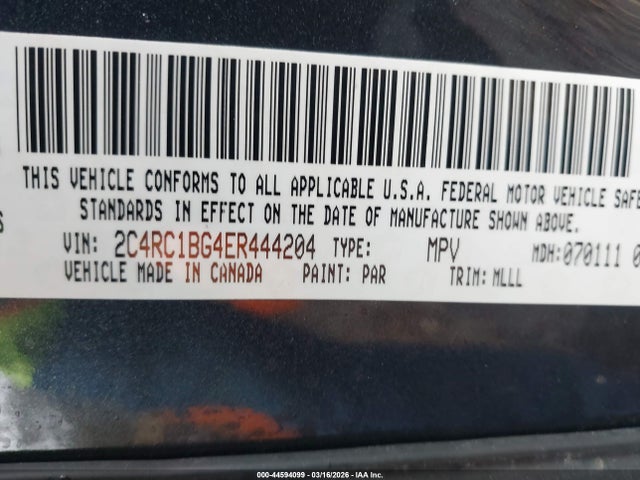 THIS VEHICLE CONFORMS TO ALL APPLICABLE U.S.A. FEDERAL MOTOR VEHICLE SAFE
STANDARDS IN EFFECT ON THE DATE OF MANUFACTURE SHOWN ABOVE.
VIN: 2C4RC1BG4ER444204 TYPE: MPV MDH:070111 0
VEHICLE MADE IN CANADA PAINT: PAR TRIM: MLLL
000-44594099 - 03/16/2026 - IAA Inc.